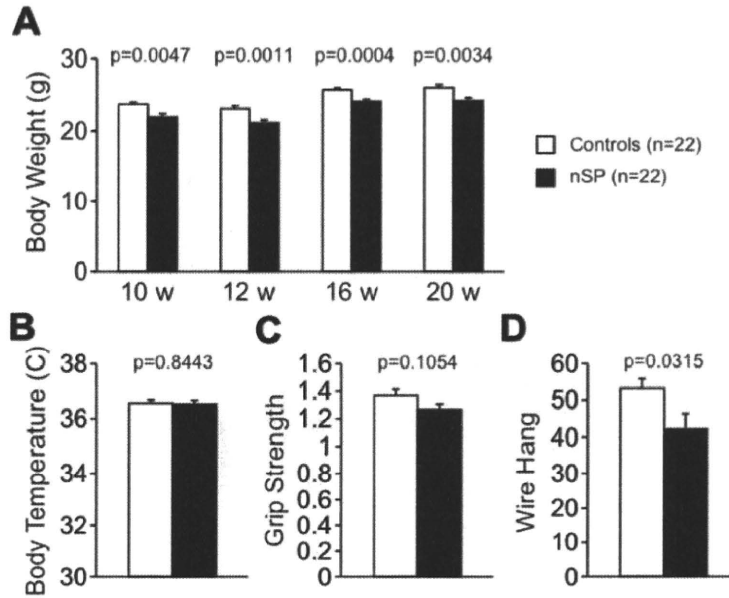 A
p=0.0047 p=0.0011 p=0.0004 p=0.0034
Body Weight (g)
30
20
10
0
10 w 12 w 16 w 20 w
Controls (n=22)
nSP (n=22)
B
p=0.8443
Body Temperature (C)
38
36
34
32
30
C
p=0.1054
Grip Strength
1.6
1.4
1.2
1
0.8
0.6
0.4
0.2
0
D
p=0.0315
Wire Hang
60
50
40
50
30
20
10
0